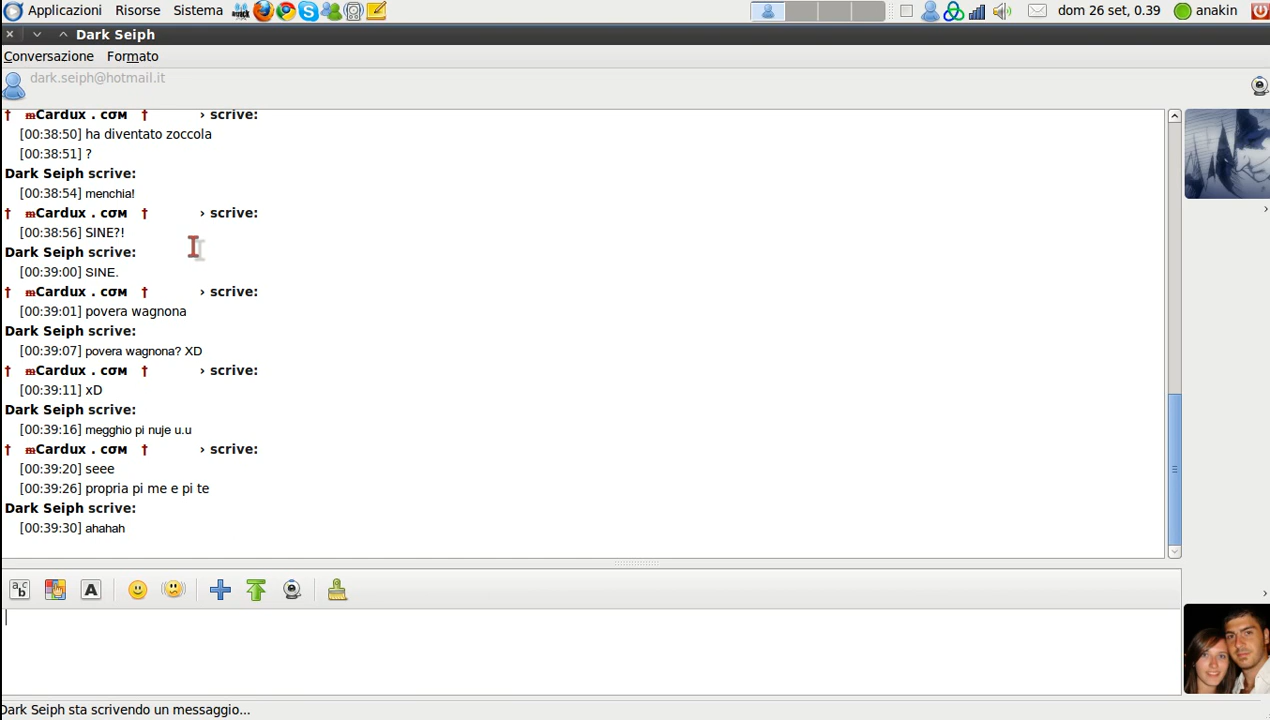 Applicazioni Risorse Sistema dom 26 set, 0.39 anakin
Dark Seiph
Conversazione Formato
dark.seiph@hotmail.it
† ᵯCardux . cσм † › scrive:
[00:38:50] ha diventato zoccola
[00:38:51] ?
Dark Seiph scrive:
[00:38:54] menchia!
† ᵯCardux . cσм † › scrive:
[00:38:56] SINE?!
Dark Seiph scrive:
[00:39:00] SINE.
† ᵯCardux . cσм † › scrive:
[00:39:01] povera wagnona
Dark Seiph scrive:
[00:39:07] povera wagnona? XD
† ᵯCardux . cσм † › scrive:
[00:39:11] xD
Dark Seiph scrive:
[00:39:16] megghio pi nuje u.u
† ᵯCardux . cσм † › scrive:
[00:39:20] seee
[00:39:26] propria pi me e pi te
Dark Seiph scrive:
[00:39:30] ahahah
Dark Seiph sta scrivendo un messaggio...